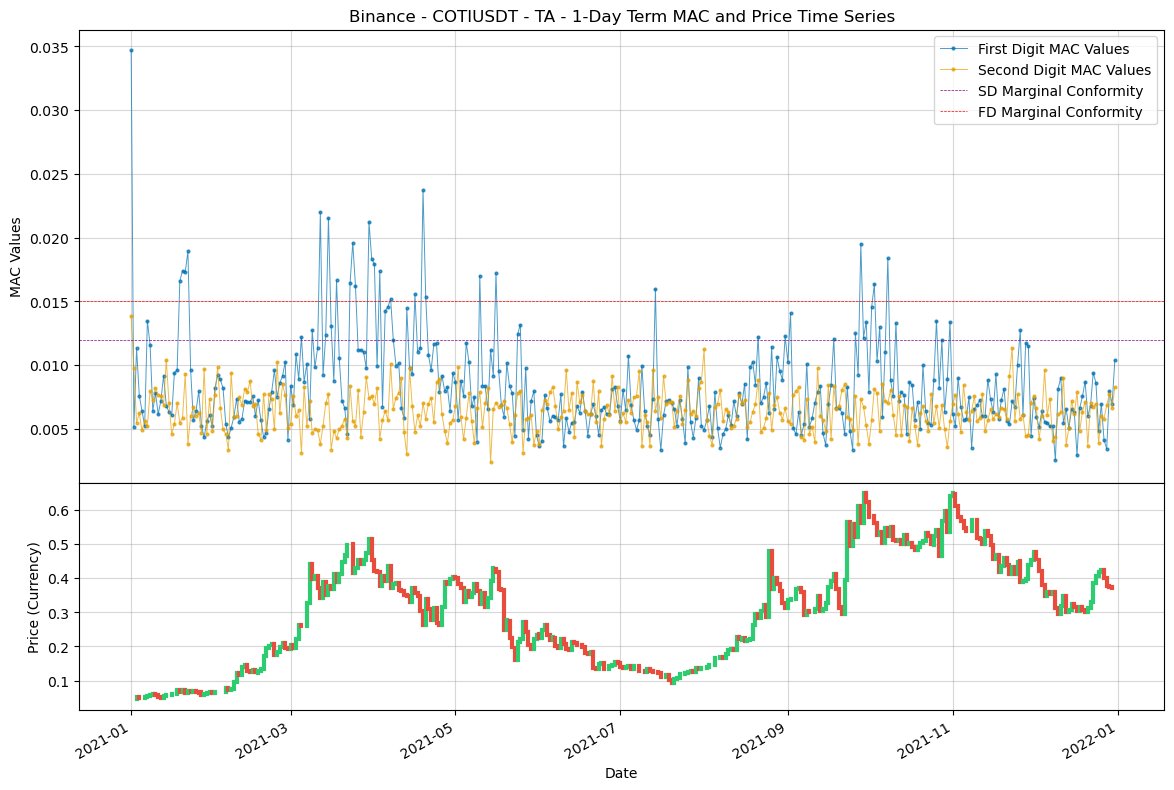 Binance - COTIUSDT - TA - 1-Day Term MAC and Price Time Series
First Digit MAC Values
Second Digit MAC Values
SD Marginal Conformity
FD Marginal Conformity
MAC Values
0.035
0.030
0.025
0.020
0.015
0.010
0.005
Price (Currency)
0.6
0.5
0.4
0.3
0.2
0.1
2021-01
2021-03
2021-05
2021-07
2021-09
2021-11
2022-01
Date